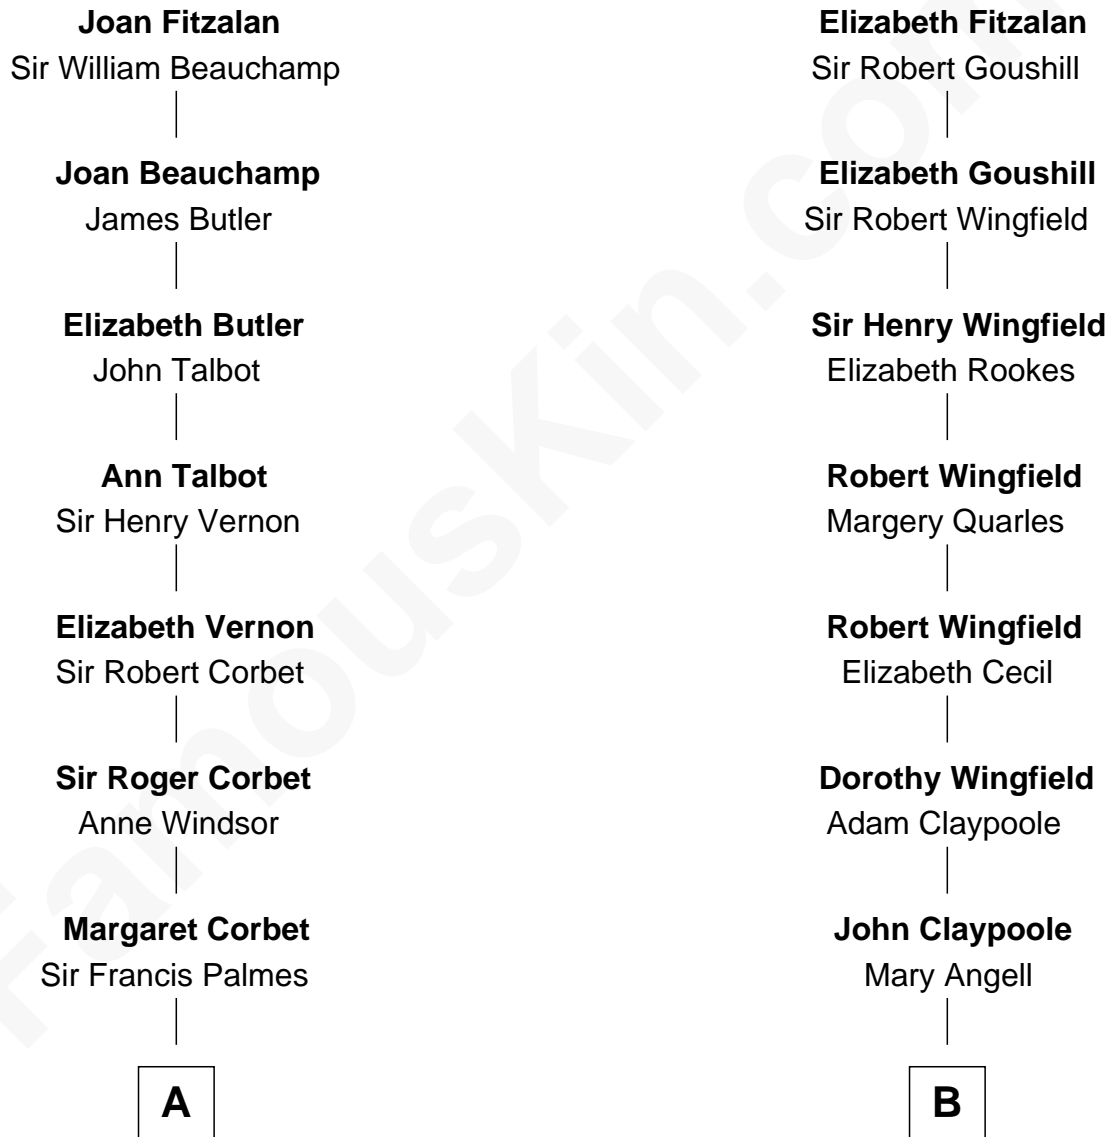 Joan Fitzalan
Sir William Beauchamp
Joan Beauchamp
James Butler
Elizabeth Butler
John Talbot
Ann Talbot
Sir Henry Vernon
Elizabeth Vernon
Sir Robert Corbet
Sir Roger Corbet
Anne Windsor
Margaret Corbet
Sir Francis Palmes
A
Elizabeth Fitzalan
Sir Robert Goushill
Elizabeth Goushill
Sir Robert Wingfield
Sir Henry Wingfield
Elizabeth Rookes
Robert Wingfield
Margery Quarles
Robert Wingfield
Elizabeth Cecil
Dorothy Wingfield
Adam Claypoole
John Claypoole
Mary Angell
B
FamousKin.com